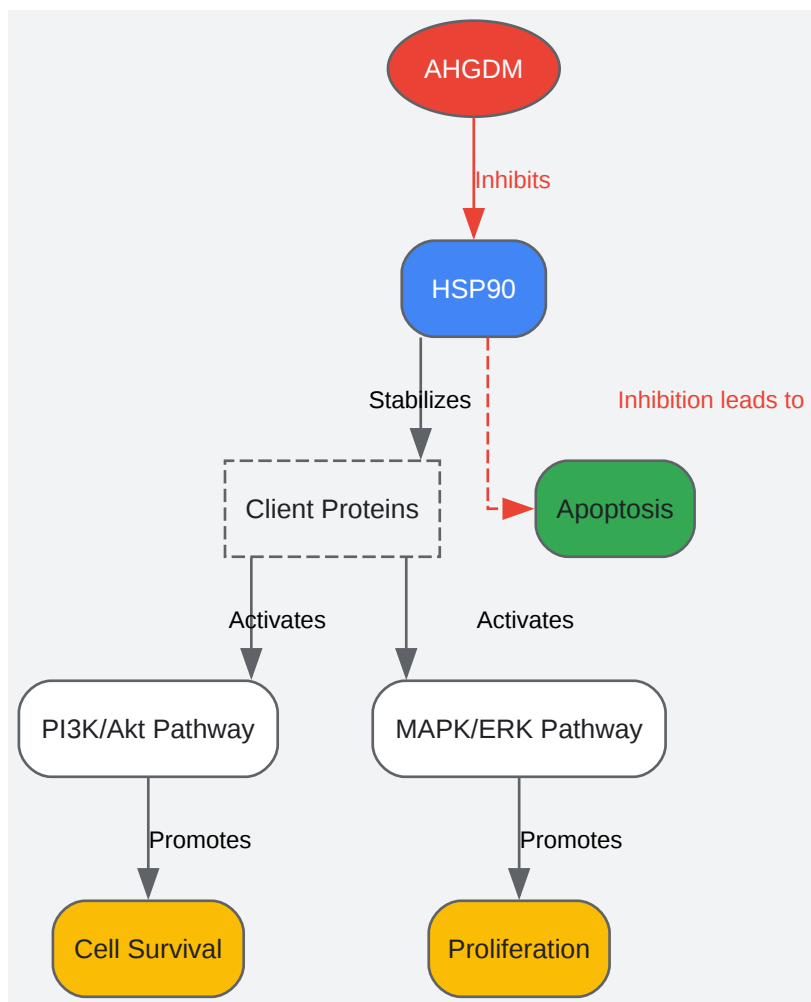 AHGDM
Inhibits
HSP90
Stabilizes
Inhibition leads to
Client Proteins
Apoptosis
Activates
Activates
PI3K/Akt Pathway
MAPK/ERK Pathway
Promotes
Promotes
Cell Survival
Proliferation